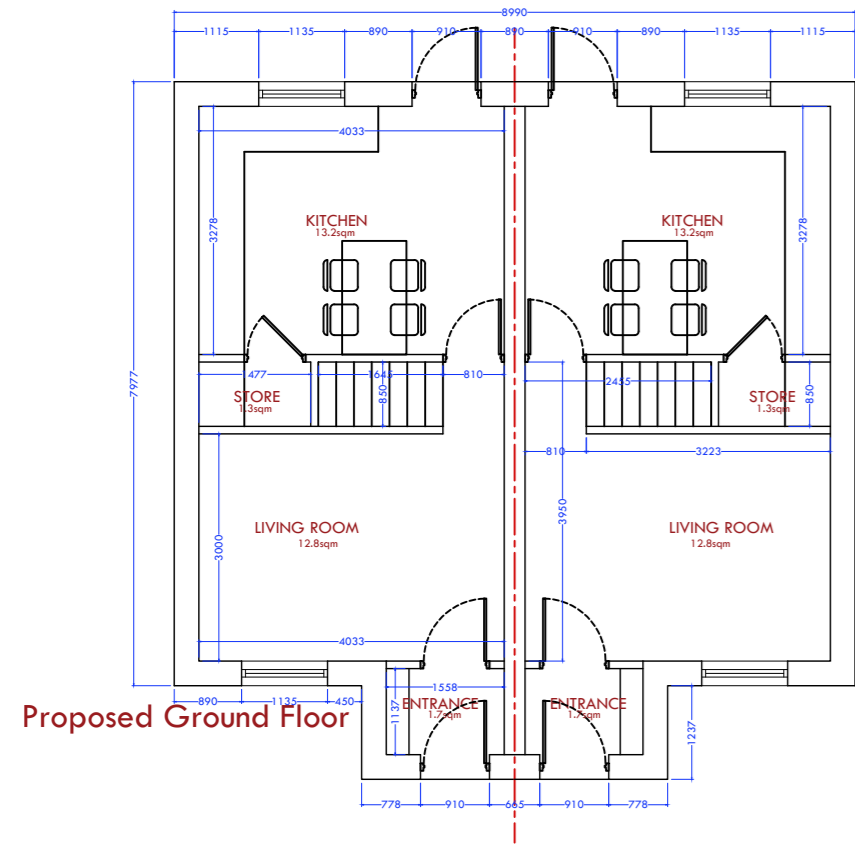 8990
1115 1135 890 910 890 910 890 1135 1115
4033
KITCHEN KITCHEN
13.2sqm 13.2sqm
3278 3278
7977
477 1645 810 2455
STORE STORE
1.3sqm 1.3sqm
850 850
810 3223
3950
LIVING ROOM LIVING ROOM
12.8sqm 12.8sqm
3000
4033
1558
890 1135 450
ENTRANCE ENTRANCE
1.7sqm 1.7sqm
1137 1237
Proposed Ground Floor
778 910 665 910 778